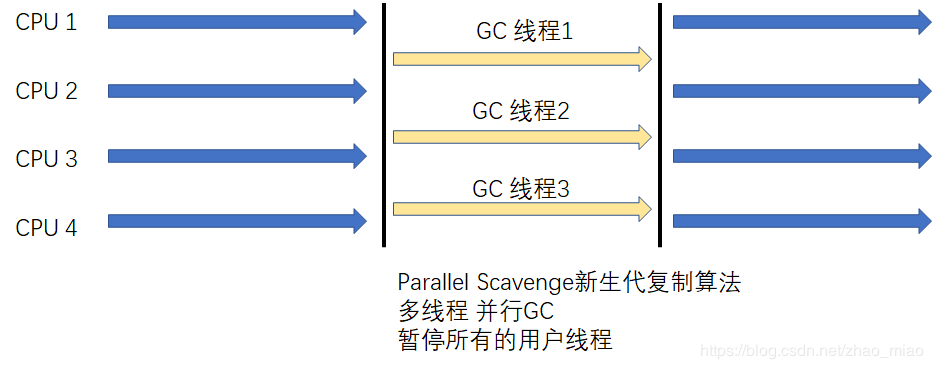 CPU 1
GC 线程1
CPU 2
GC 线程2
CPU 3
GC 线程3
CPU 4
Parallel Scavenge新生代复制算法
多线程 并行GC
暂停所有的用户线程
https://blog.csdn.net/zhao_miao